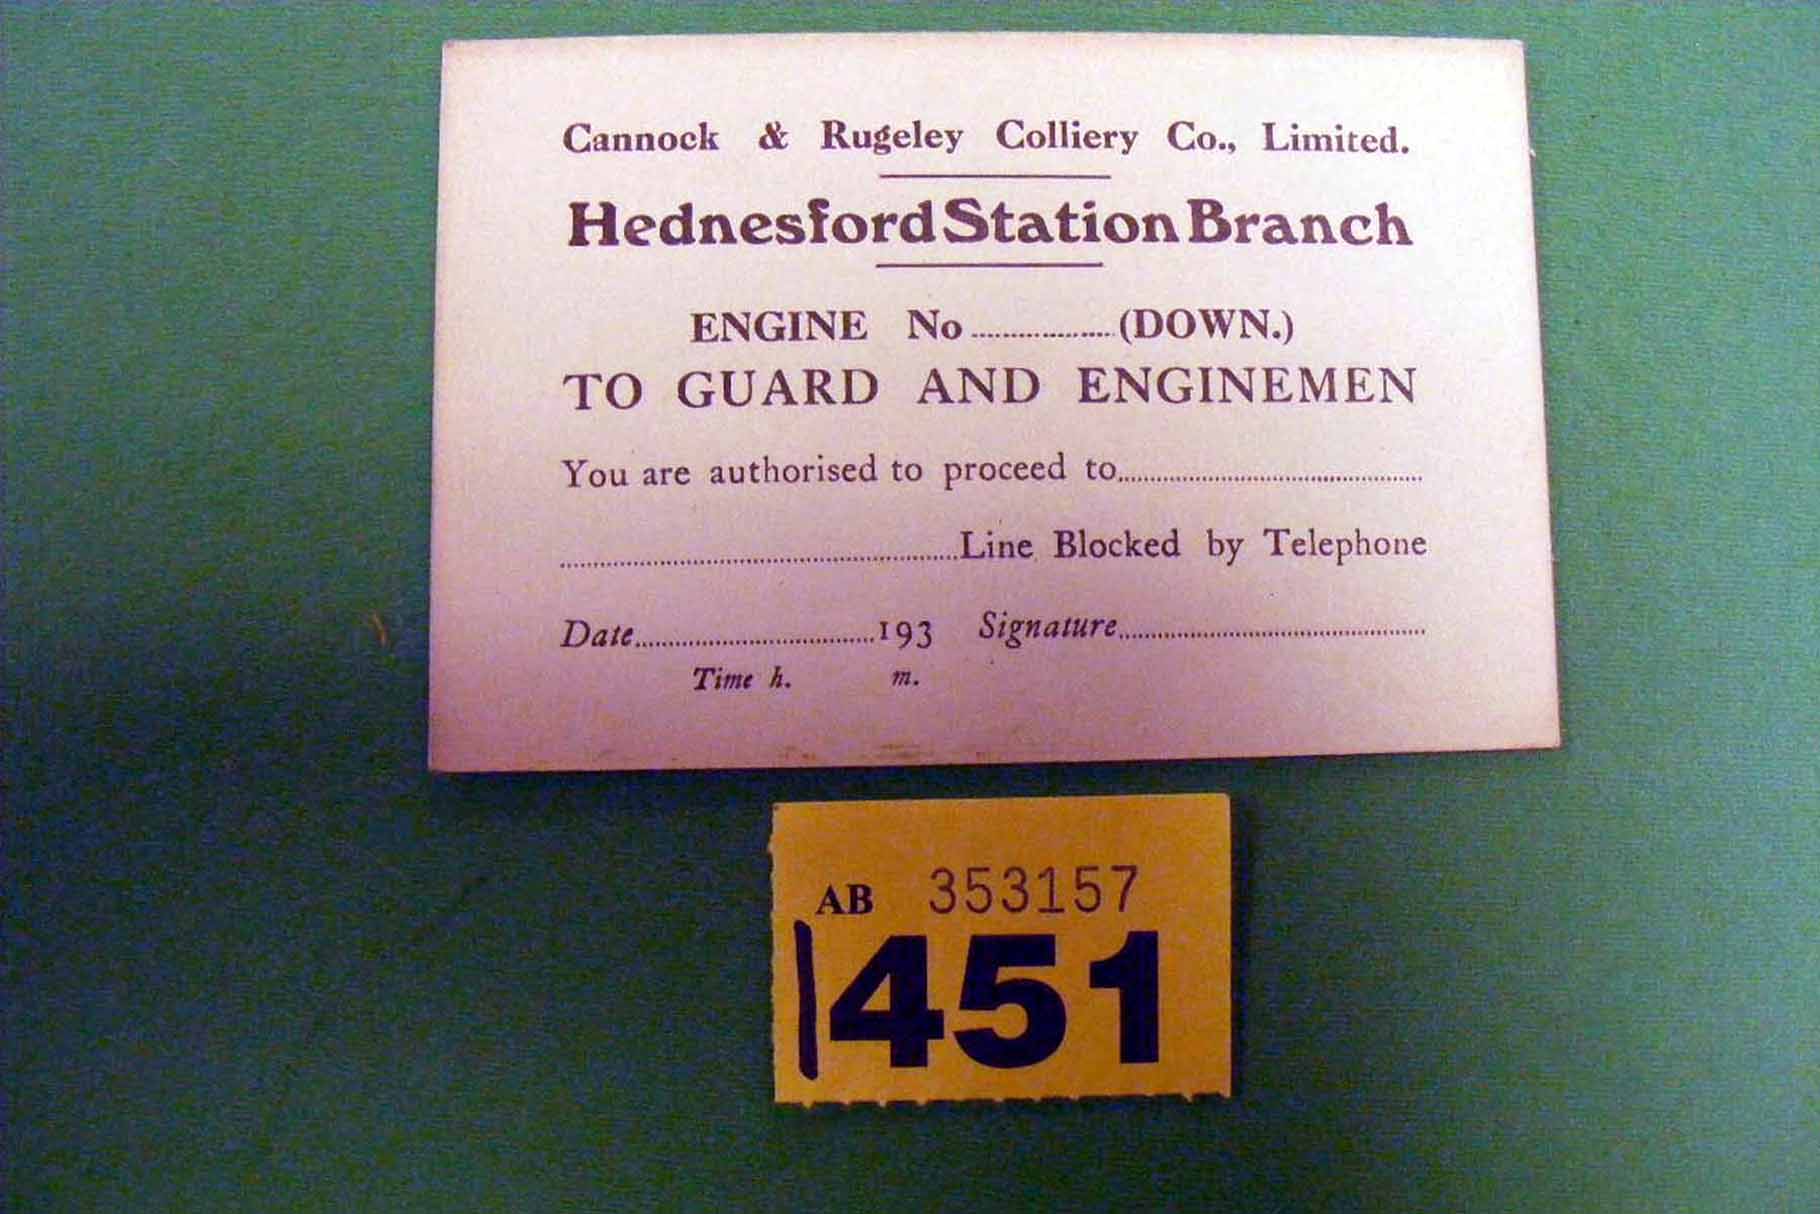 Cannock & Rugeley Colliery Co., Limited.
Hednesford Station Branch
ENGINE No.................(DOWN.)
TO GUARD AND ENGINEMEN
You are authorised to proceed to........................................
....................................................Line Blocked by Telephone
Date................................193 Signature........................................
Time h. m.
AB 353157
1451